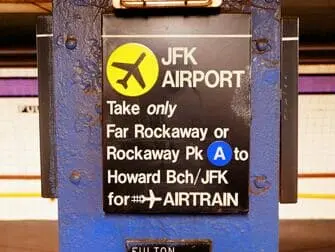 JFK
AIRPORT
Take only
Far Rockaway or
Rockaway Pk A to
Howard Bch/JFK
for AIRTRAIN
FULTON